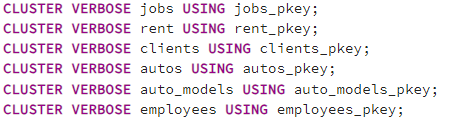 CLUSTER VERBOSE jobs USING jobs_pkey;
CLUSTER VERBOSE rent USING rent_pkey;
CLUSTER VERBOSE clients USING clients_pkey;
CLUSTER VERBOSE autos USING autos_pkey;
CLUSTER VERBOSE auto_models USING auto_models_pkey;
CLUSTER VERBOSE employees USING employees_pkey;